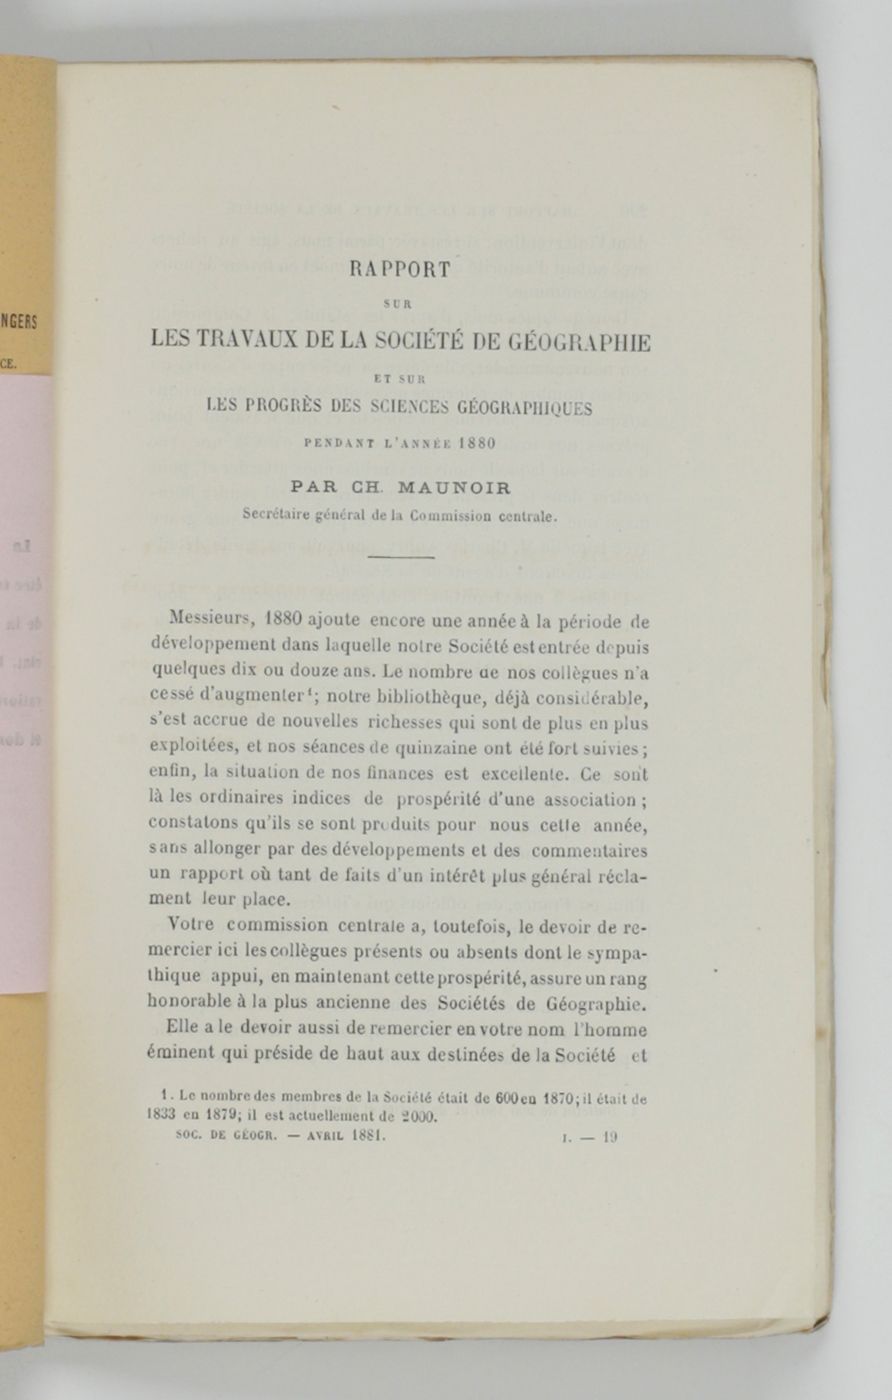 NGERS
CE.
RAPPORT
SUR
LES TRAVAUX DE LA SOCIÉTÉ DE GÉOGRAPHIE
ET SUR
LES PROGRÈS DES SCIENCES GÉOGRAPHIQUES
PENDANT L'ANNÉE 1880
PAR CH. MAUNOIR
Secrétaire général de la Commission centrale.
Messieurs, 1880 ajoute encore une année à la période de
développement dans laquelle notre Société est entrée depuis
quelques dix ou douze ans. Le nombre de nos collègues n'a
cessé d'augmenter¹; notre bibliothèque, déjà considérable,
s'est accrue de nouvelles richesses qui sont de plus en plus
exploitées, et nos séances de quinzaine ont été fort suivies;
enfin, la situation de nos finances est excellente. Ce sont
là les ordinaires indices de prospérité d'une association;
constatons qu'ils se sont produits pour nous cette année,
sans allonger par des développements et des commentaires
un rapport où tant de faits d'un intérêt plus général récla-
ment leur place.
Votre commission centrale a, toutefois, le devoir de re-
mercier ici les collègues présents ou absents dont le sympa-
thique appui, en maintenant cette prospérité, assure un rang
honorable à la plus ancienne des Sociétés de Géographie.
Elle a le devoir aussi de remercier en votre nom l'homme
éminent qui préside de haut aux destinées de la Société et
1. Le nombre des membres de la Société était de 600 en 1870; il était de
1833 en 1879; il est actuellement de 2000.
SOC. DE GÉOGR. — AVRIL 1881.
I. — 19